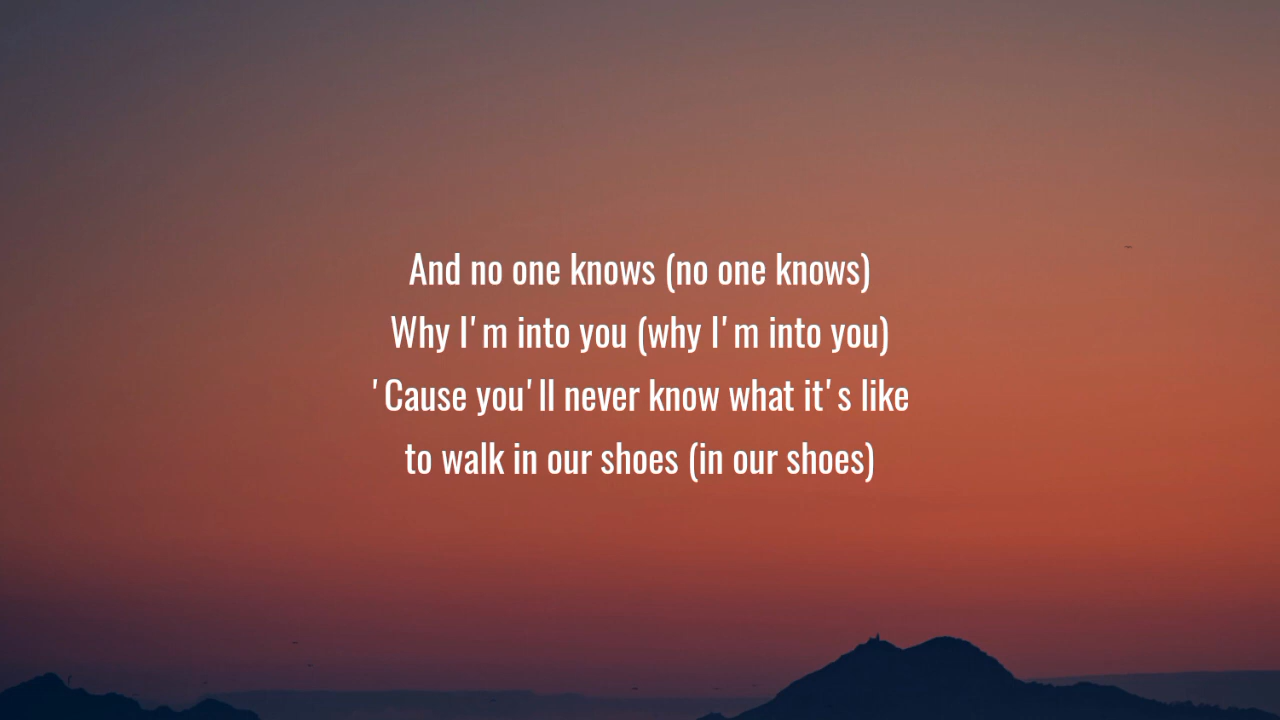 And no one knows (no one knows)
Why I'm into you (why I'm into you)
'Cause you'll never know what it's like
to walk in our shoes (in our shoes)